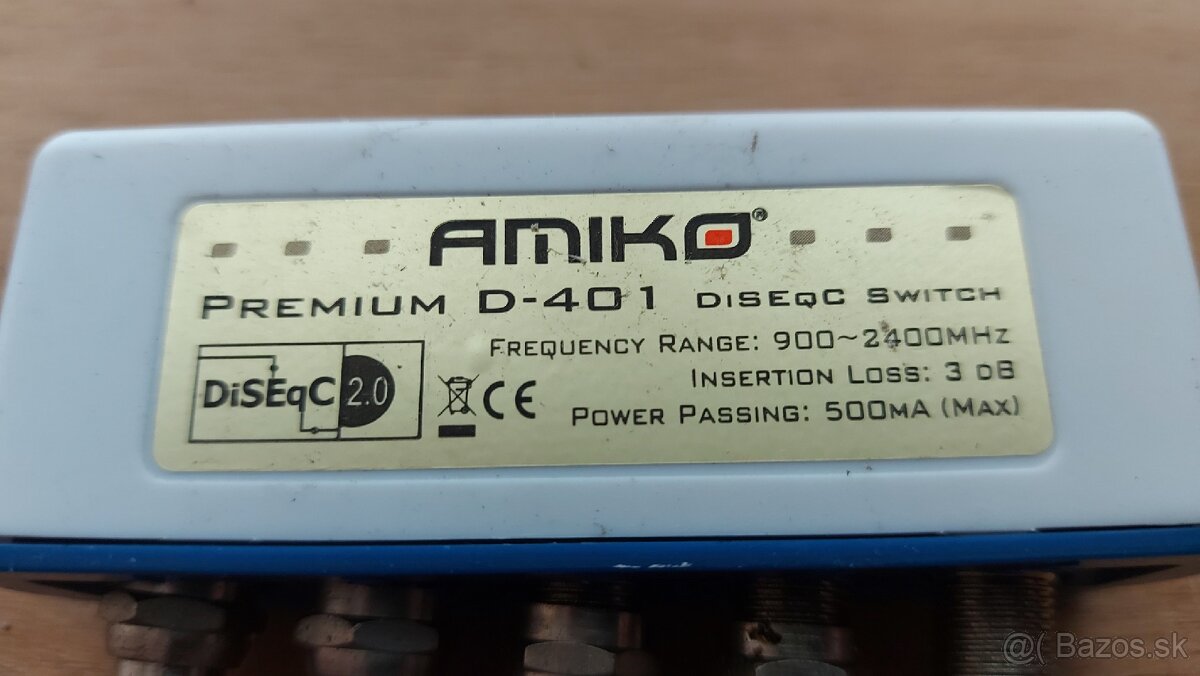 AMIKO®
PREMIUM D-401 DiSEqC SWITCH
FREQUENCY RANGE: 900~2400MHz
INSERTION LOSS: 3 dB
POWER PASSING: 500mA (MAX)
DiSEqC 2.0
CE
@( Bazos.sk